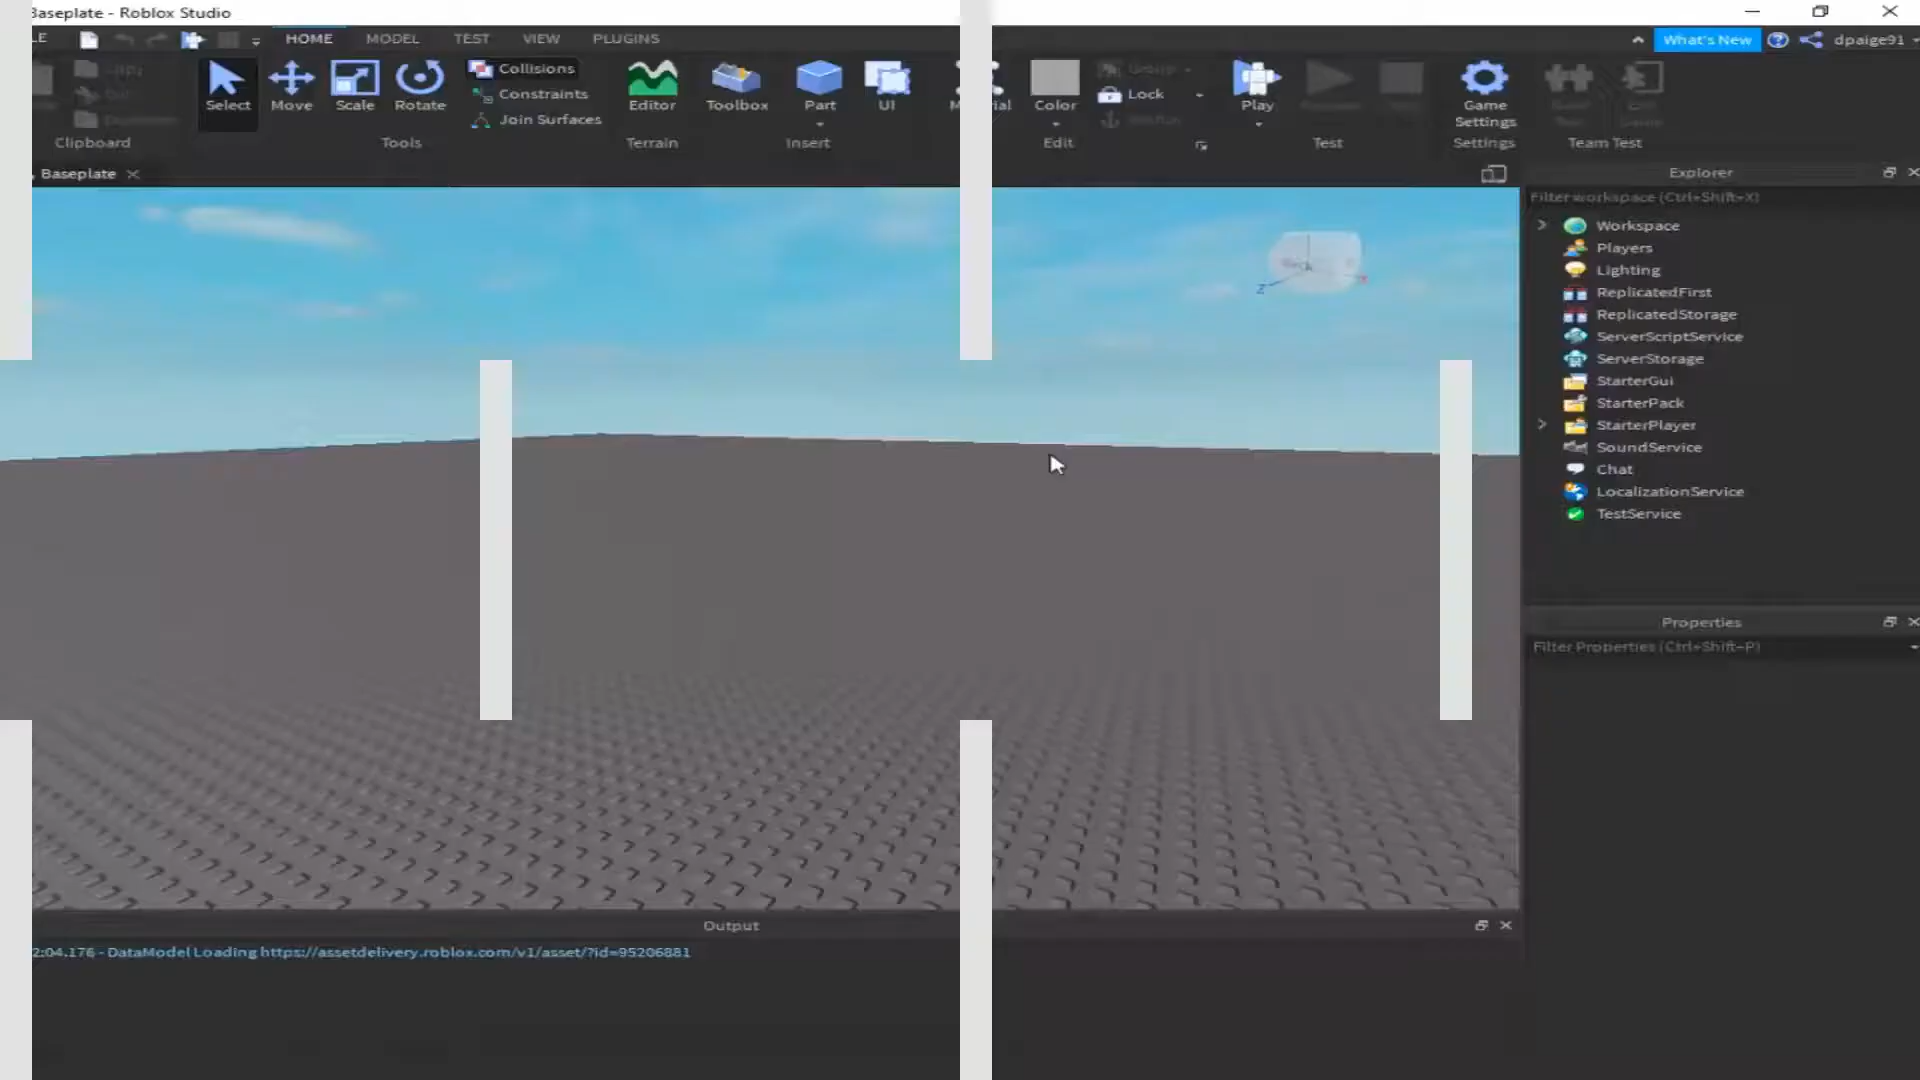 Baseplate - Roblox Studio
LE HOME MODEL TEST VIEW PLUGINS What's New dpaige91
Select Move Scale Rotate Collisions Constraints Join Surfaces Editor Toolbox Part UI Color Group Lock Anchor Play Game Settings
Clipboard Tools Terrain Insert Edit Test Settings Team Test
Baseplate
Explorer
Filter workspace (Ctrl+Shift+X)
Workspace
Players
Lighting
ReplicatedFirst
ReplicatedStorage
ServerScriptService
ServerStorage
StarterGui
StarterPack
StarterPlayer
SoundService
Chat
LocalizationService
TestService
Back
Z
Properties
Filter Properties (Ctrl+Shift+P)
Output
2:04.176 - DataModel Loading https://assetdelivery.roblox.com/v1/asset/?id=95206881